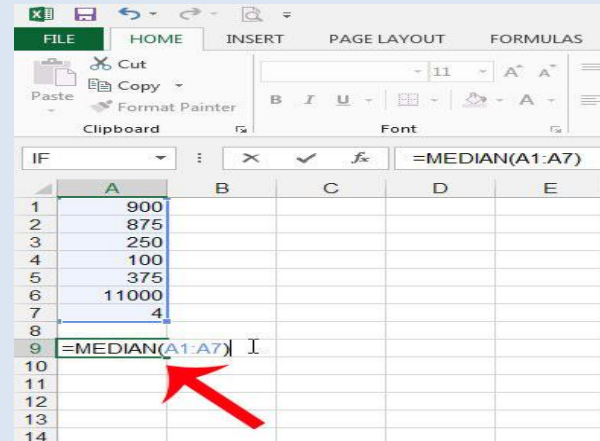 FILE HOME INSERT PAGE LAYOUT FORMULAS
Cut
Copy
Paste
Format Painter
11 A A
B I U A
Clipboard Font
IF fx =MEDIAN(A1:A7)
A B C D E
1 900
2 875
3 250
4 100
5 375
6 11000
7 4
8
9 =MEDIAN(A1:A7)
10
11
12
13
14